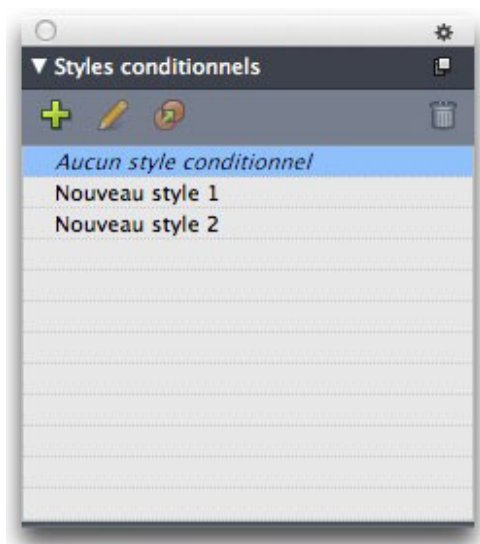 Styles conditionnels
Aucun style conditionnel
Nouveau style 1
Nouveau style 2